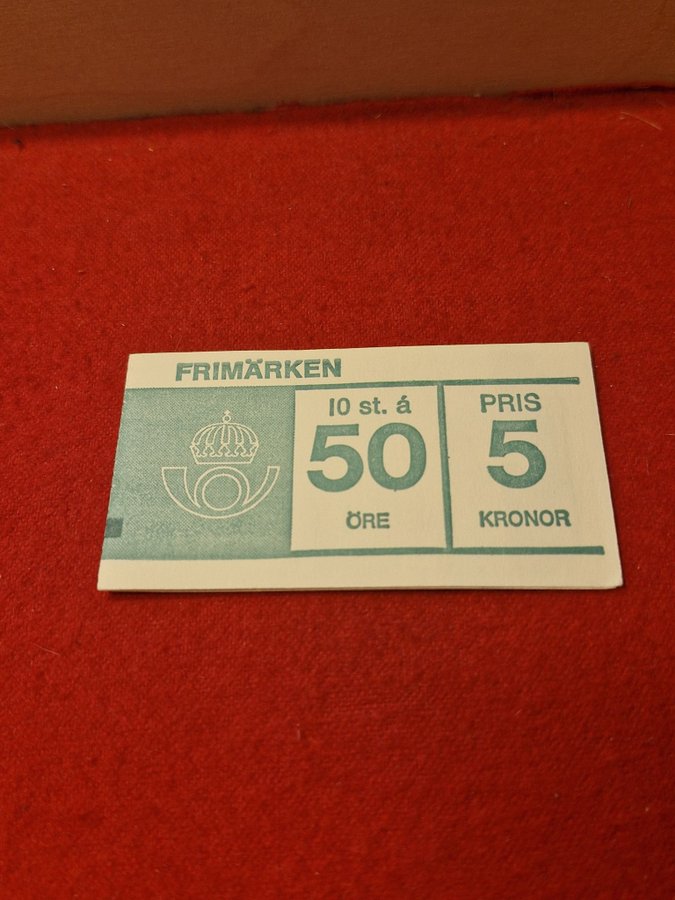 FRIMÄRKEN
10 st. á
50
ÖRE
PRIS
5
KRONOR